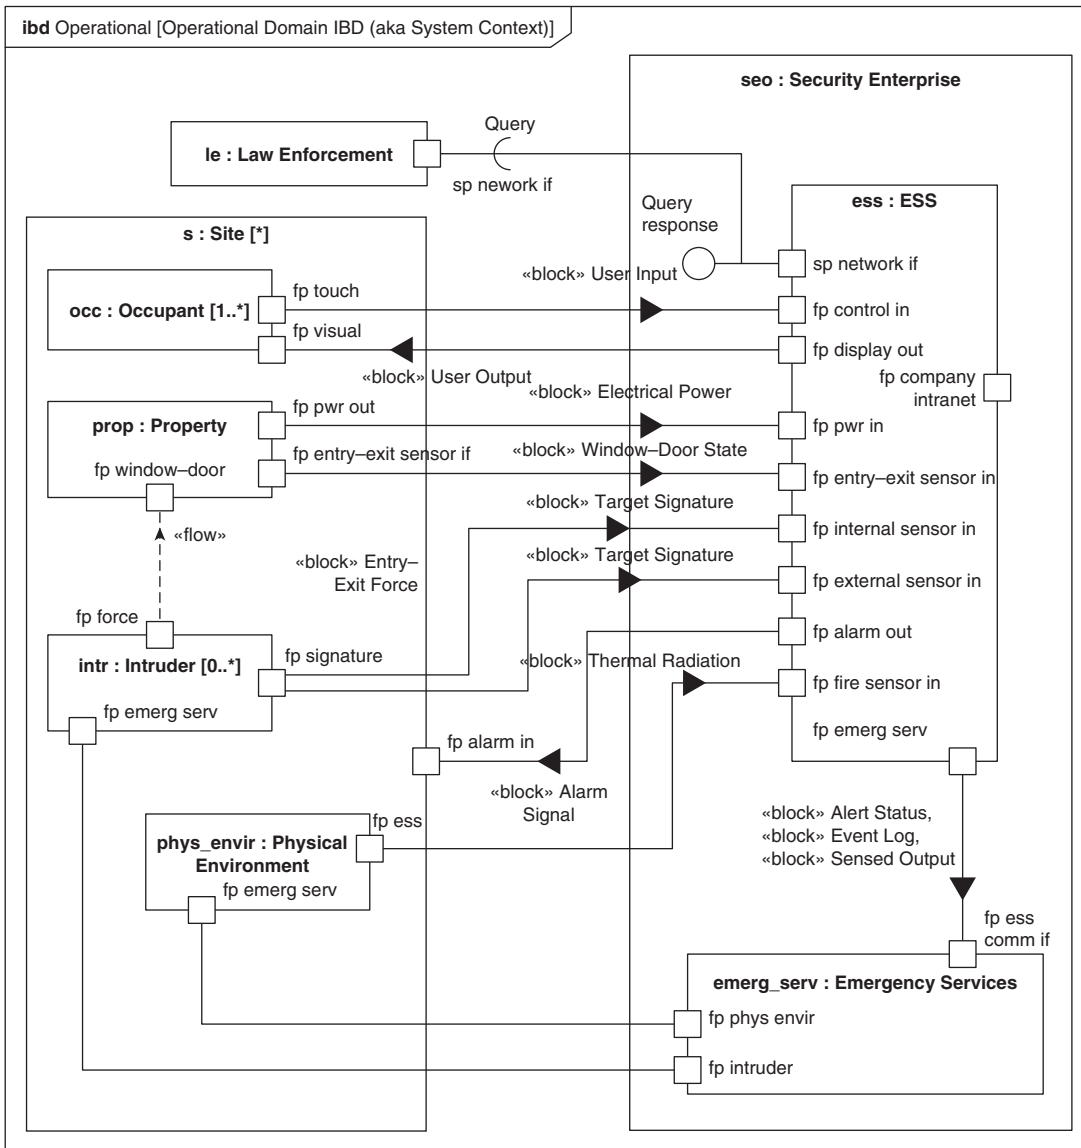 ibd Operational [Operational Domain IBD (aka System Context)]
seo : Security Enterprise
Query
le : Law Enforcement
sp nework if
ess : ESS
Query
response
s : Site [*]
sp network if
«block» User Input
fp touch
occ : Occupant [1..*]
fp control in
fp visual
fp display out
«block» User Output
fp company
intranet
«block» Electrical Power
fp pwr out
prop : Property
fp pwr in
fp entry–exit sensor if
«block» Window–Door State
fp window–door
fp entry–exit sensor in
«block» Target Signature
fp internal sensor in
«flow»
«block» Entry–
Exit Force
«block» Target Signature
fp external sensor in
fp force
fp alarm out
fp signature
intr : Intruder [0..*]
«block» Thermal Radiation
fp fire sensor in
fp emerg serv
fp emerg serv
fp alarm in
«block» Alarm
Signal
fp ess
«block» Alert Status,
«block» Event Log,
«block» Sensed Output
phys_envir : Physical
Environment
fp emerg serv
fp ess
comm if
emerg_serv : Emergency Services
fp phys envir
fp intruder